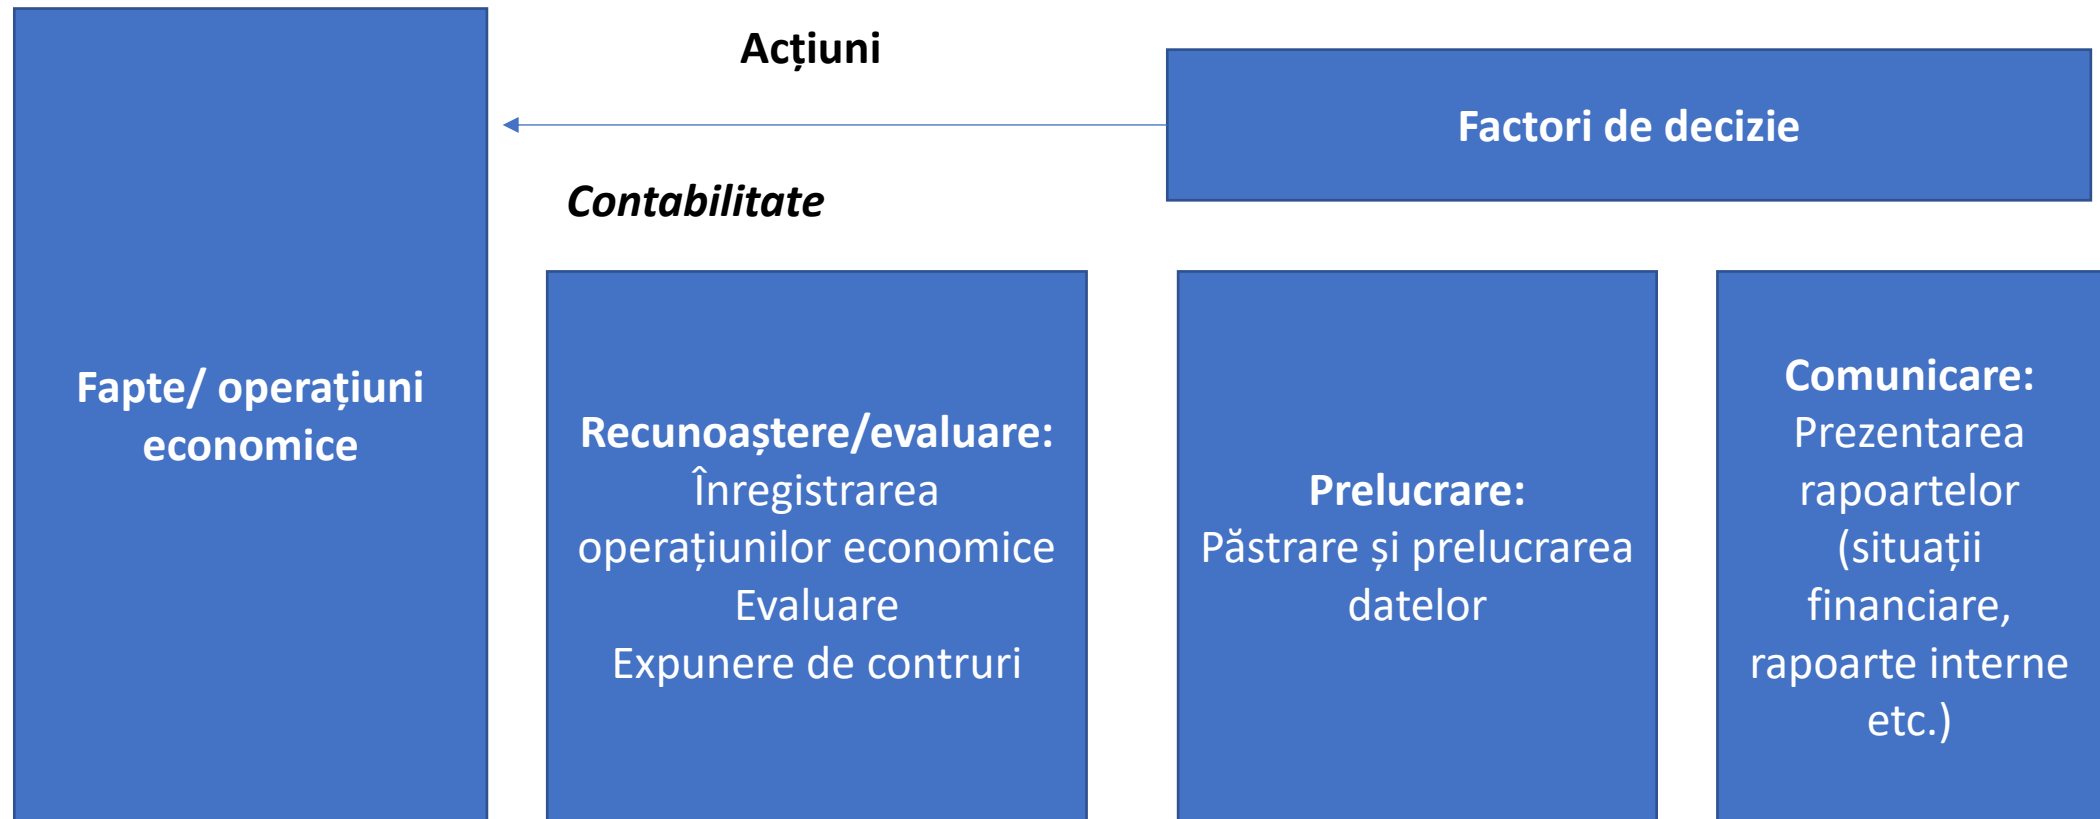 Acțiuni
Factori de decizie
Contabilitate
Fapte/ operațiuni
economice
Recunoaștere/evaluare:
Înregistrarea
operațiunilor economice
Evaluare
Expunere de contruri
Prelucrare:
Păstrare și prelucrarea
datelor
Comunicare:
Prezentarea
rapoartelor
(situații
financiare,
rapoarte interne
etc.)